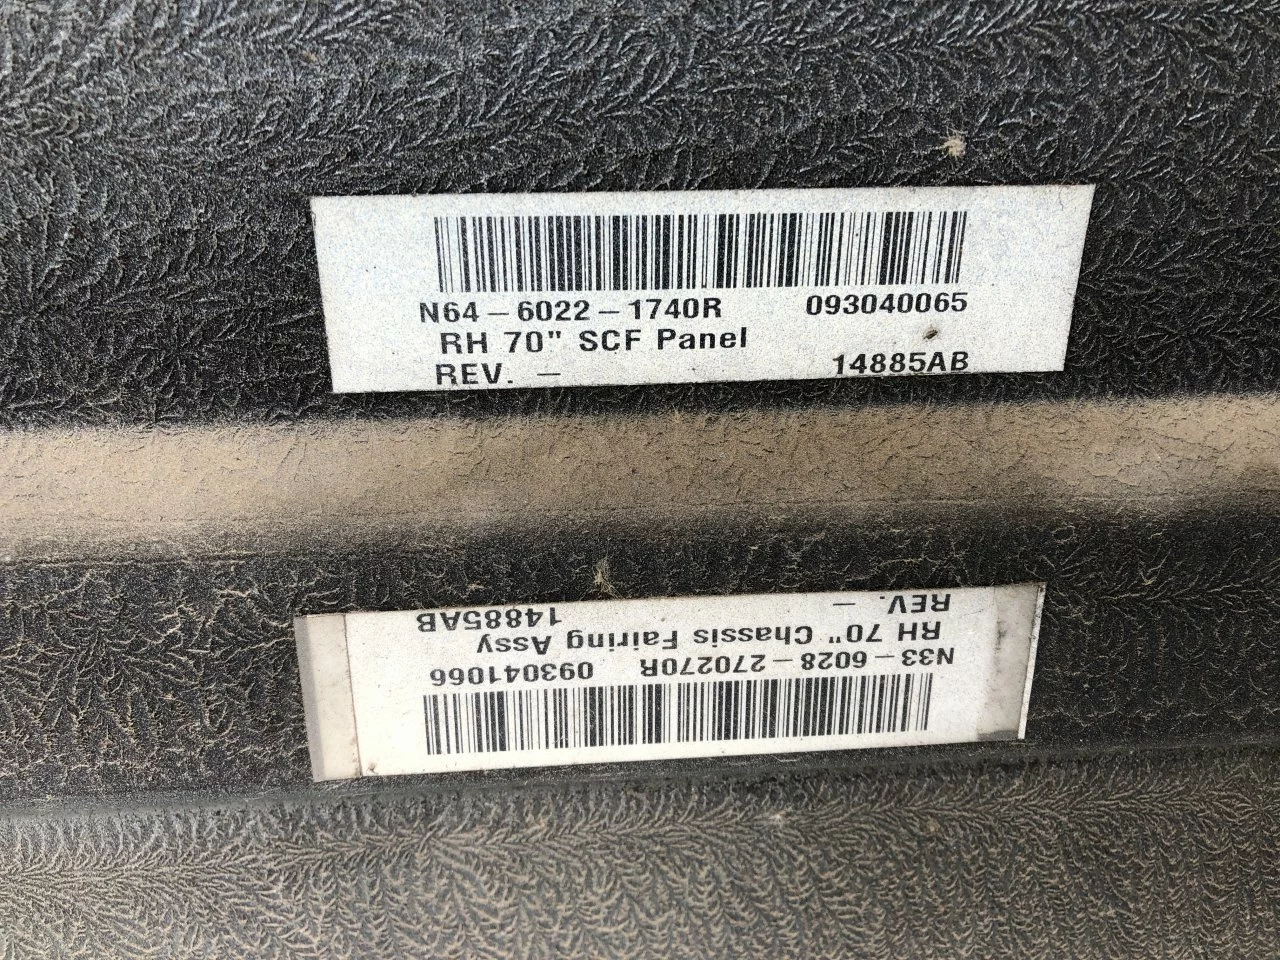 N64-6022-1740R 093040065
RH 70" SCF Panel
REV. - 14885AB
REV. - 14885AB
RH 70" Chassis Fairing Assy
N33-6028-270270R 093041066